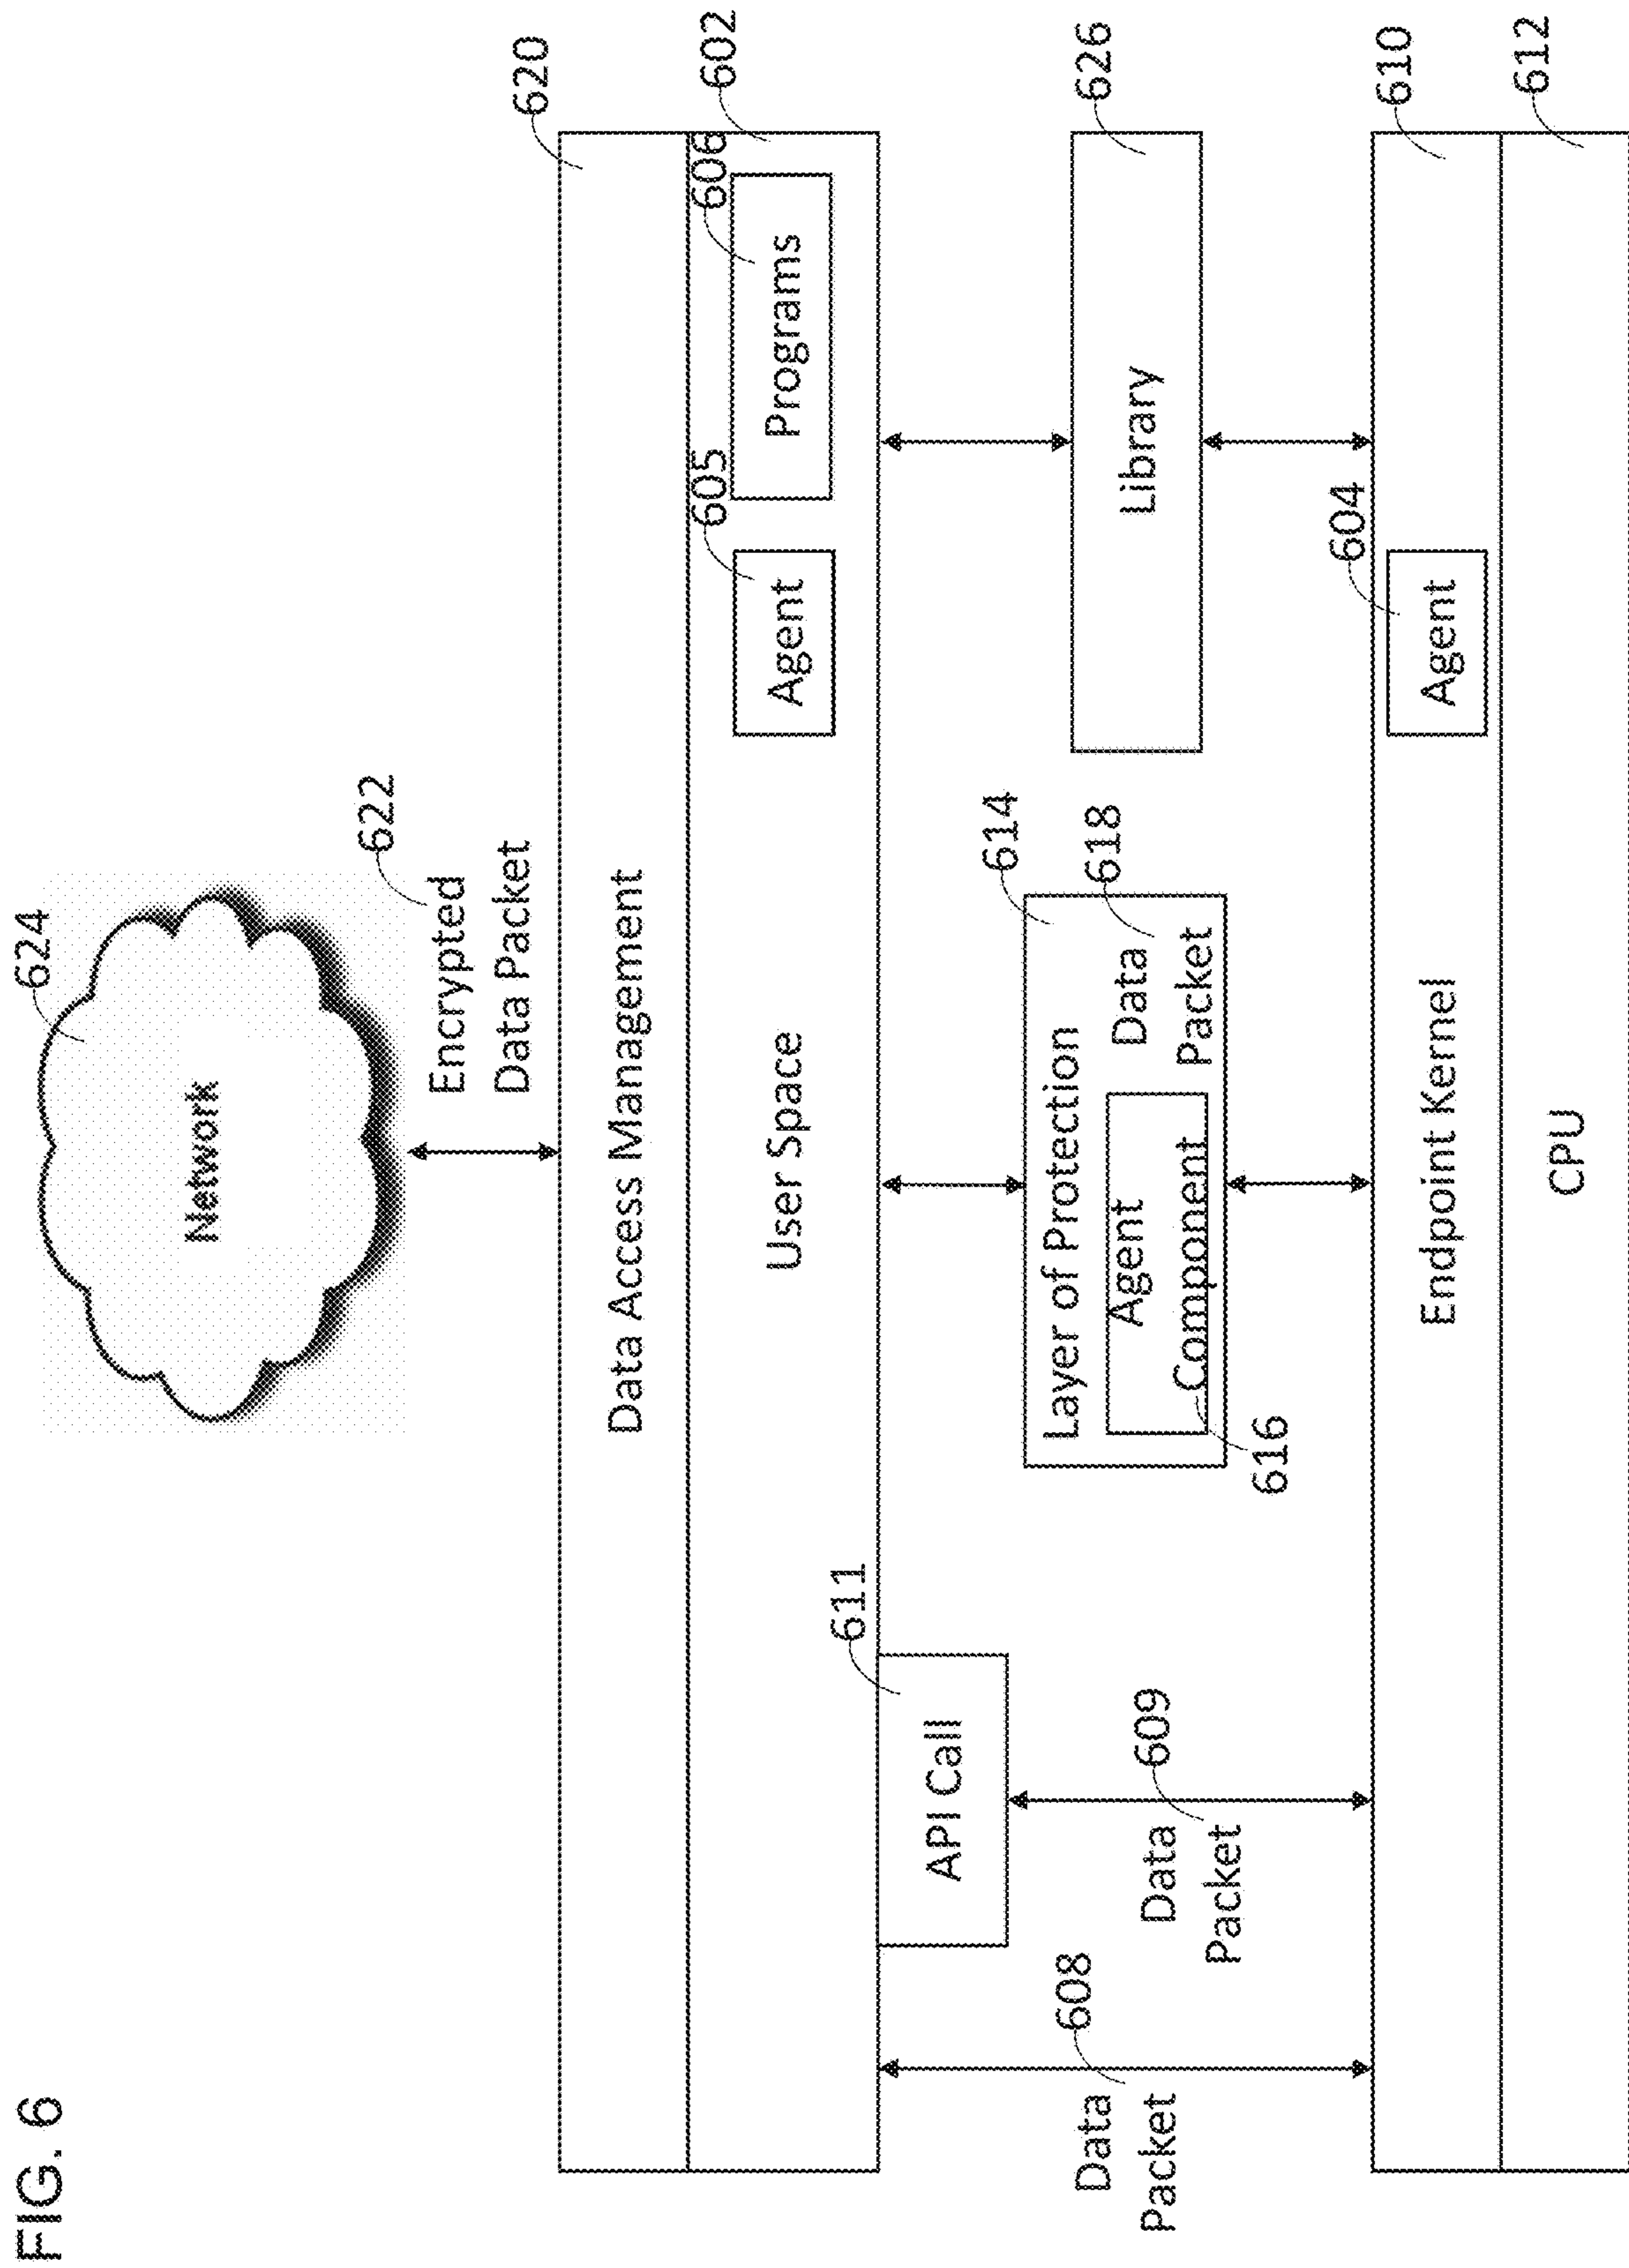 FIG. 6
624
Network
622
Encrypted
Data Packet
620
Data Access Management
602
User Space
605
Agent
606
Programs
611
API Call
608
Data
Packet
609
Data
Packet
614
Layer of Protection
Agent
Component
616
618
Data
Packet
626
Library
610
Endpoint Kernel
604
Agent
612
CPU